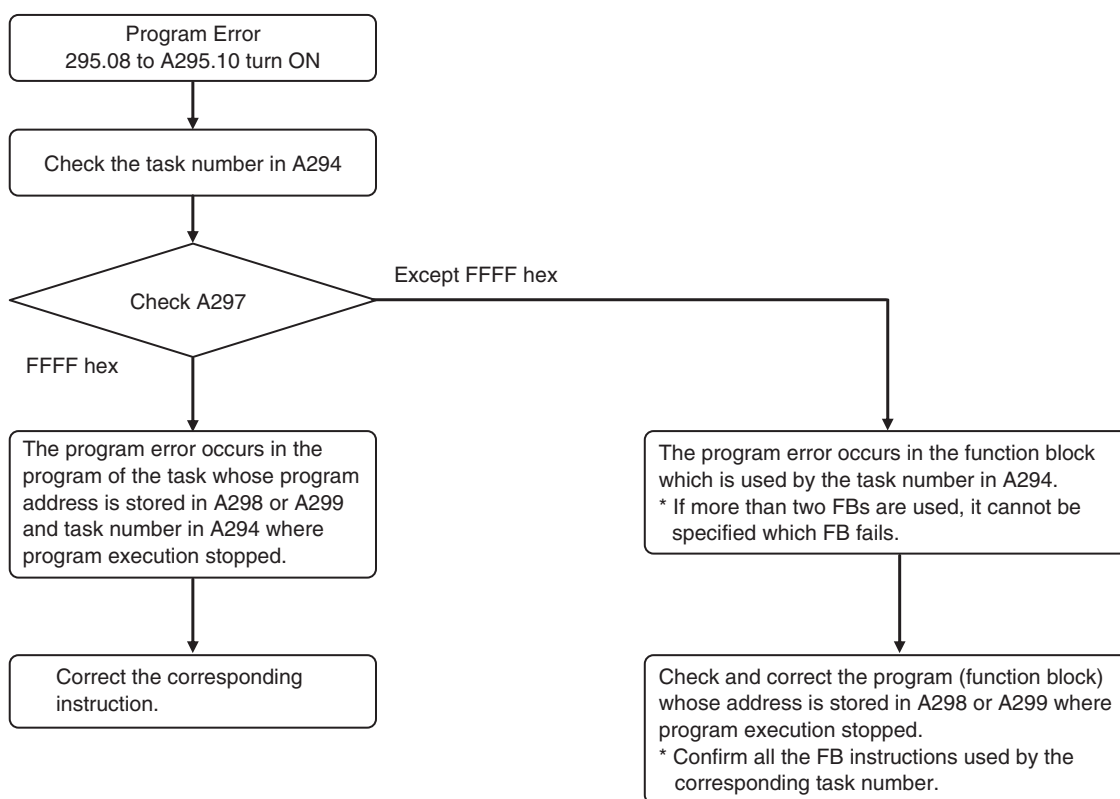 Program Error
295.08 to A295.10 turn ON
Check the task number in A294
Check A297
Except FFFF hex
FFFF hex
The program error occurs in the
program of the task whose program
address is stored in A298 or A299
and task number in A294 where
program execution stopped.
Correct the corresponding
instruction.
The program error occurs in the function block
which is used by the task number in A294.
* If more than two FBs are used, it cannot be
specified which FB fails.
Check and correct the program (function block)
whose address is stored in A298 or A299 where
program execution stopped.
* Confirm all the FB instructions used by the
corresponding task number.